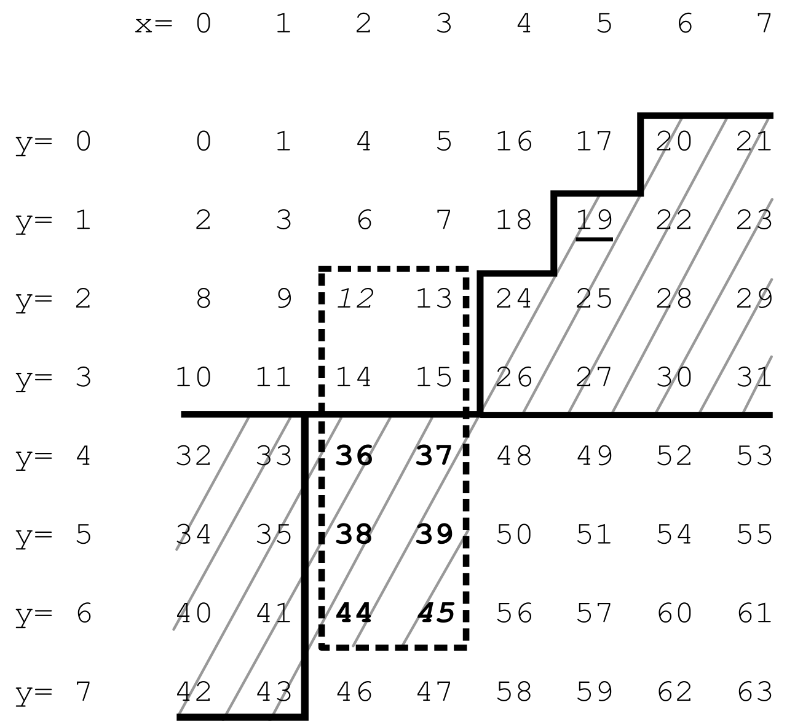 x= 0 1 2 3 4 5 6 7
y= 0 0 1 4 5 16 17 20 21
y= 1 2 3 6 7 18 19 22 23
y= 2 8 9 12 13 24 25 28 29
y= 3 10 11 14 15 26 27 30 31
y= 4 32 33 36 37 48 49 52 53
y= 5 34 35 38 39 50 51 54 55
y= 6 40 41 44 45 56 57 60 61
y= 7 42 43 46 47 58 59 62 63